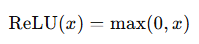 ReLU(x) = max(0, x)